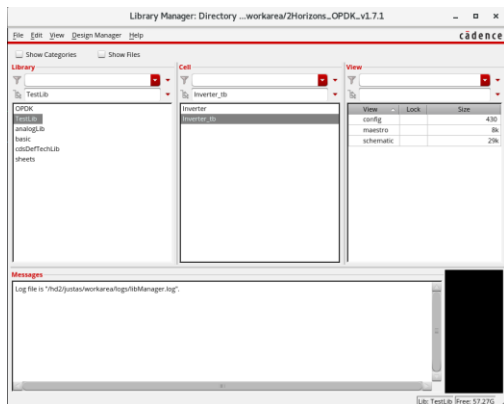 Library Manager: Directory ...workarea/2Horizons_OPDK_v1.7.1
File Edit View Design Manager Help
cādence
Show Categories Show Files
Library
TestLib
OPDK
TestLib
analogLib
basic
cdsDefTechLib
sheets
Cell
Inverter_tb
Inverter
Inverter_tb
View
View Lock Size
config 430
maestro 8k
schematic 29k
Messages
Log file is "/hd2/justas/workarea/logs/libManager.log".
Lib: TestLib Free: 57.27G